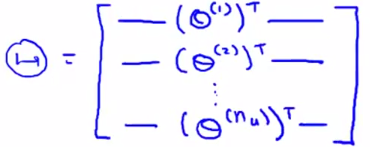 — (Θ^(1))^T —
Θ = — (Θ^(2))^T —
⋮
— (Θ^(n_u))^T —